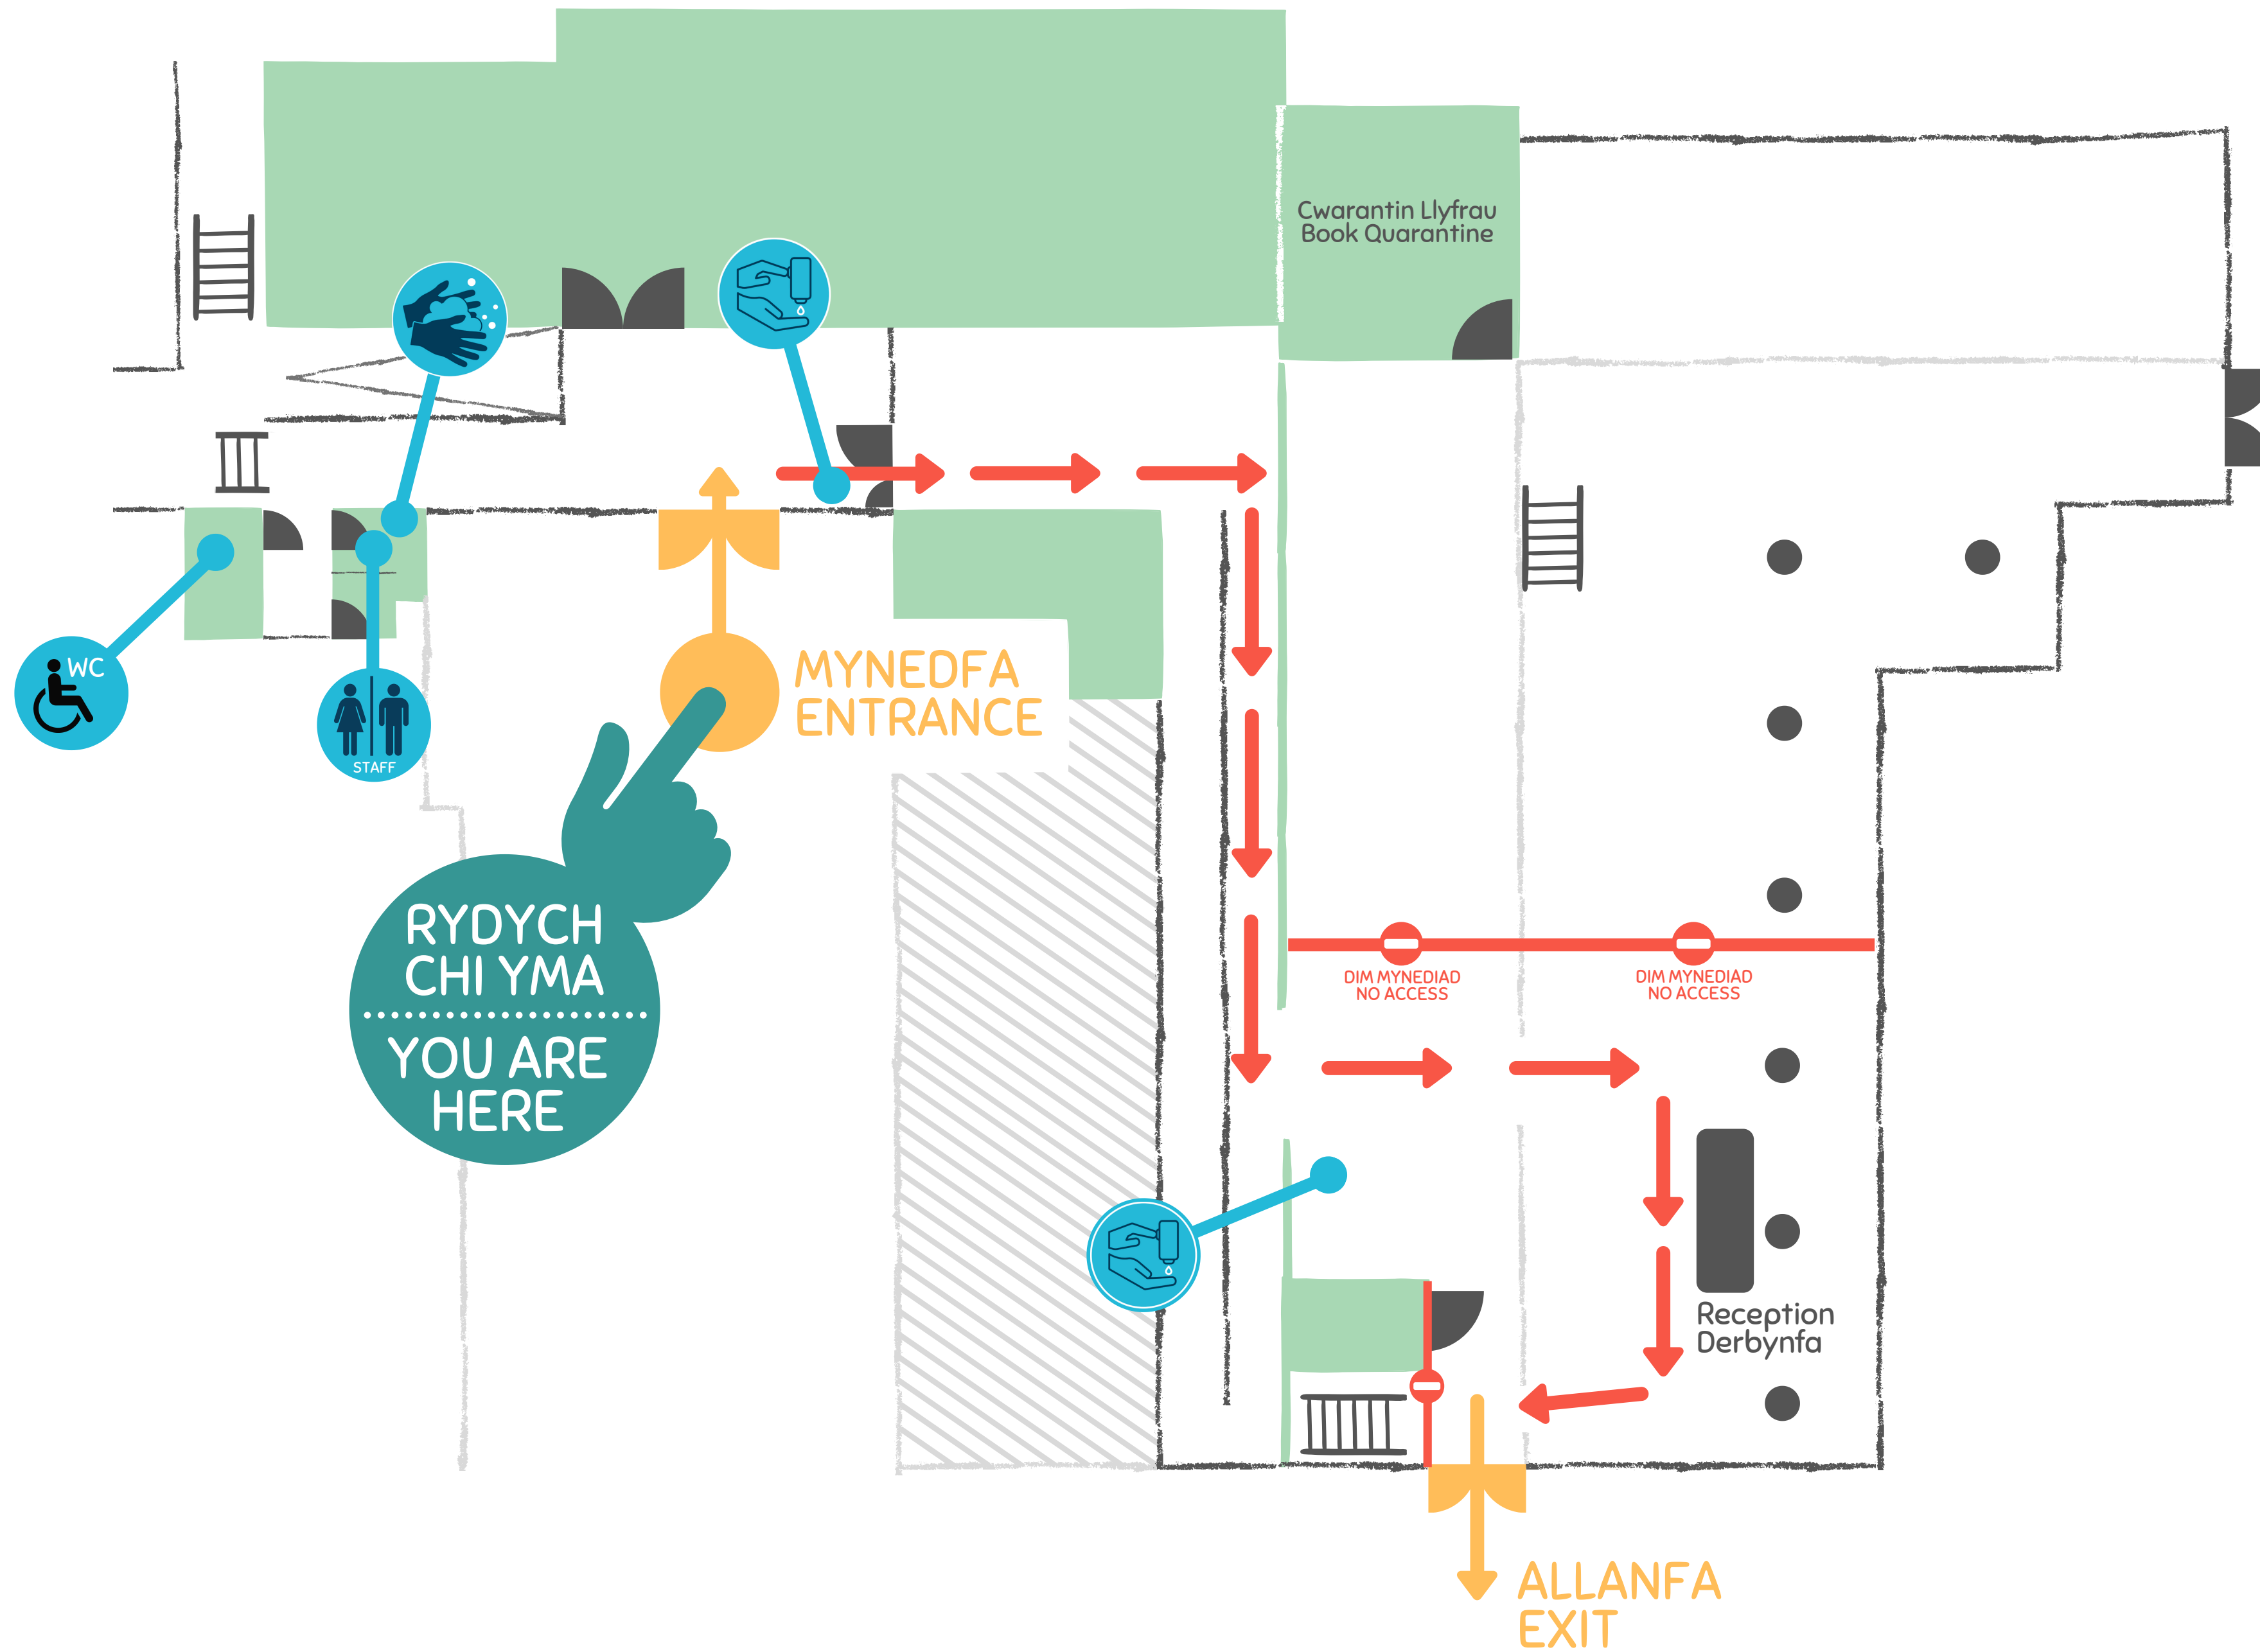 Cwarantin Llyfrau
Book Quarantine
WC
STAFF
MYNEDFA
ENTRANCE
RYDYCH
CHI YMA
YOU ARE
HERE
DIM MYNEDIAD
NO ACCESS
DIM MYNEDIAD
NO ACCESS
Reception
Derbynfa
ALLANFA
EXIT